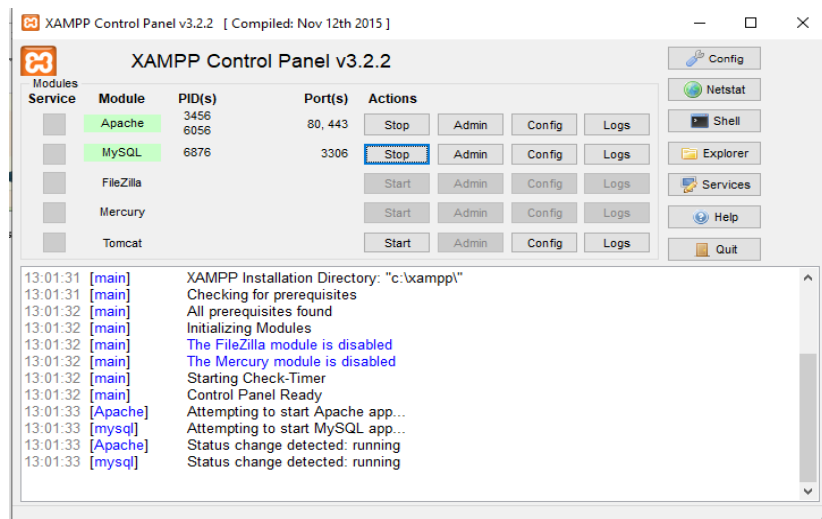 XAMPP Control Panel v3.2.2 [ Compiled: Nov 12th 2015 ]
XAMPP Control Panel v3.2.2
Config
Modules
Service Module PID(s) Port(s) Actions
Netstat
Apache 3456 6056 80, 443 Stop Admin Config Logs
Shell
MySQL 6876 3306 Stop Admin Config Logs
Explorer
FileZilla Start Admin Config Logs
Services
Mercury Start Admin Config Logs
Help
Tomcat Start Admin Config Logs
Quit
13:01:31 [main] XAMPP Installation Directory: "c:\xampp\"
13:01:31 [main] Checking for prerequisites
13:01:32 [main] All prerequisites found
13:01:32 [main] Initializing Modules
13:01:32 [main] The FileZilla module is disabled
13:01:32 [main] The Mercury module is disabled
13:01:32 [main] Starting Check-Timer
13:01:32 [main] Control Panel Ready
13:01:33 [Apache] Attempting to start Apache app...
13:01:33 [mysql] Attempting to start MySQL app...
13:01:33 [Apache] Status change detected: running
13:01:33 [mysql] Status change detected: running